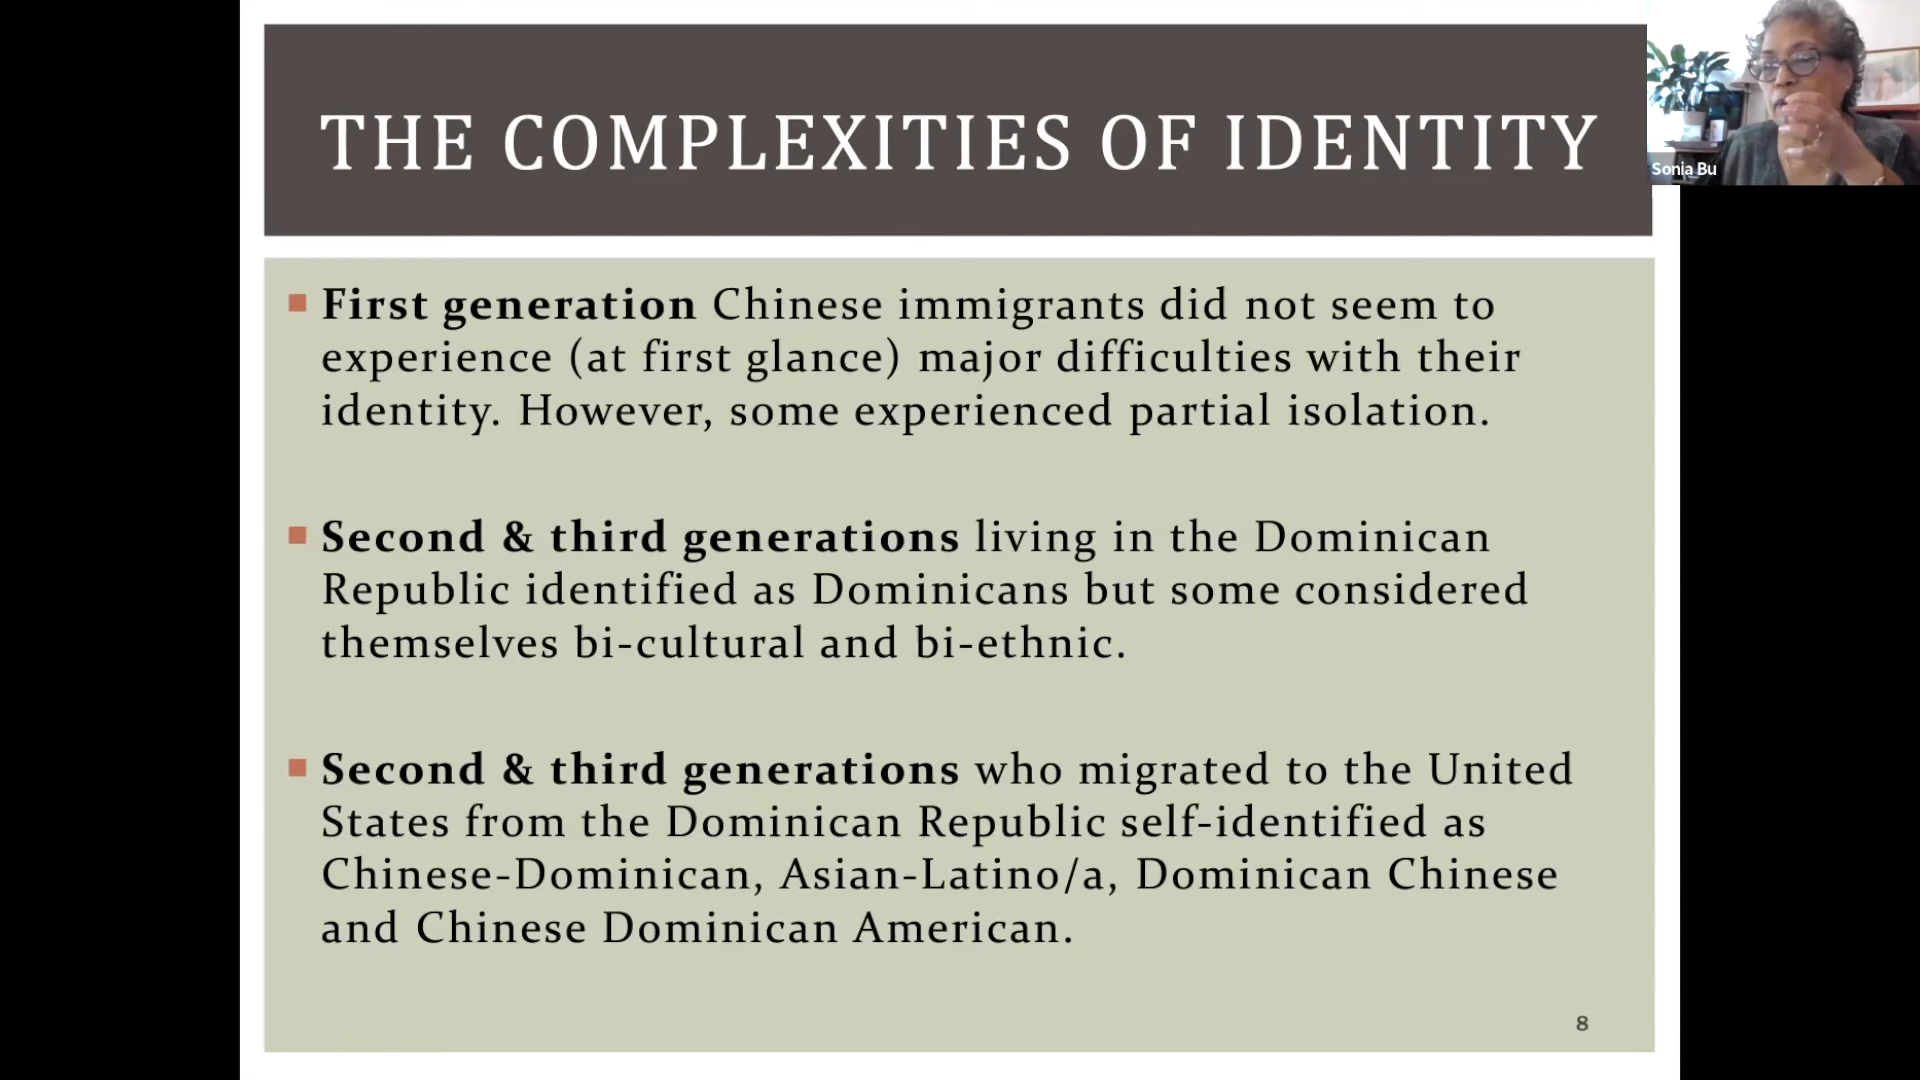 THE COMPLEXITIES OF IDENTITY
Sonia Bu
First generation Chinese immigrants did not seem to
experience (at first glance) major difficulties with their
identity. However, some experienced partial isolation.
Second & third generations living in the Dominican
Republic identified as Dominicans but some considered
themselves bi-cultural and bi-ethnic.
Second & third generations who migrated to the United
States from the Dominican Republic self-identified as
Chinese-Dominican, Asian-Latino/a, Dominican Chinese
and Chinese Dominican American.
8